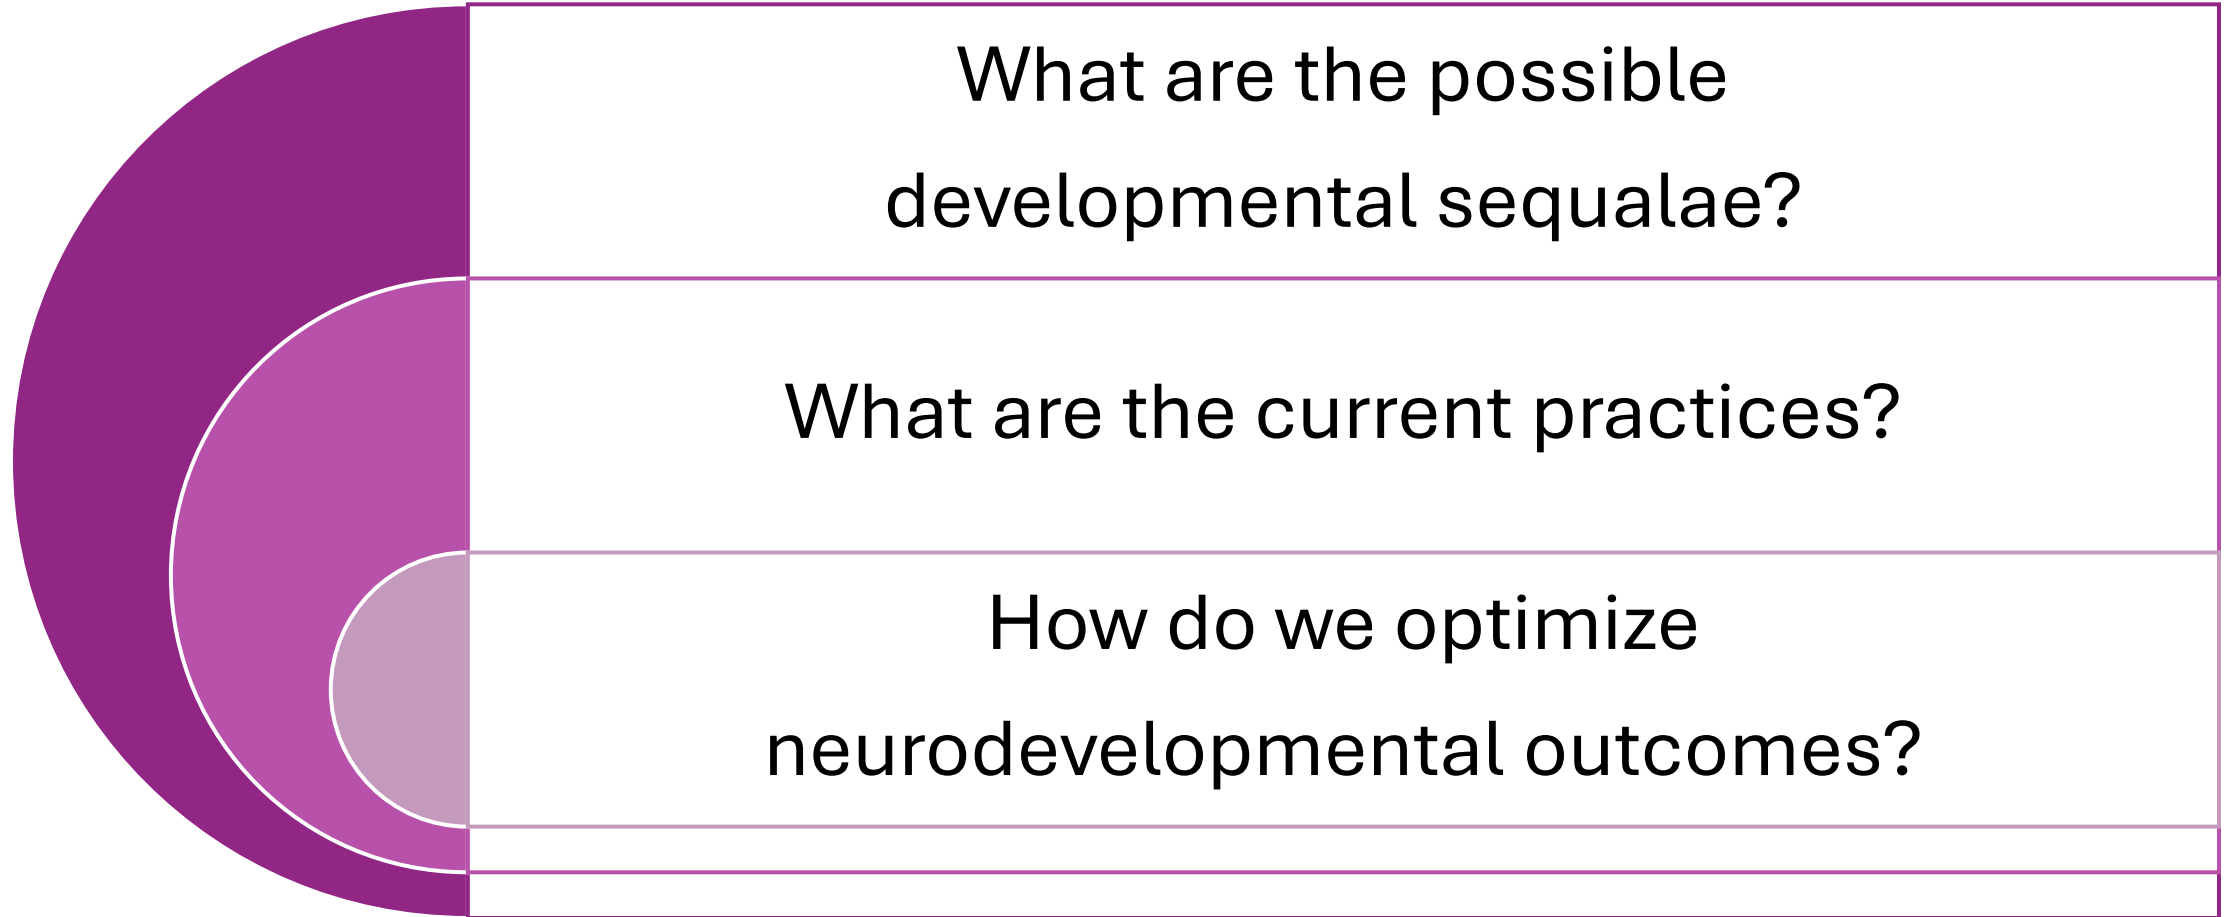 What are the possible
developmental sequalae?
What are the current practices?
How do we optimize
neurodevelopmental outcomes?